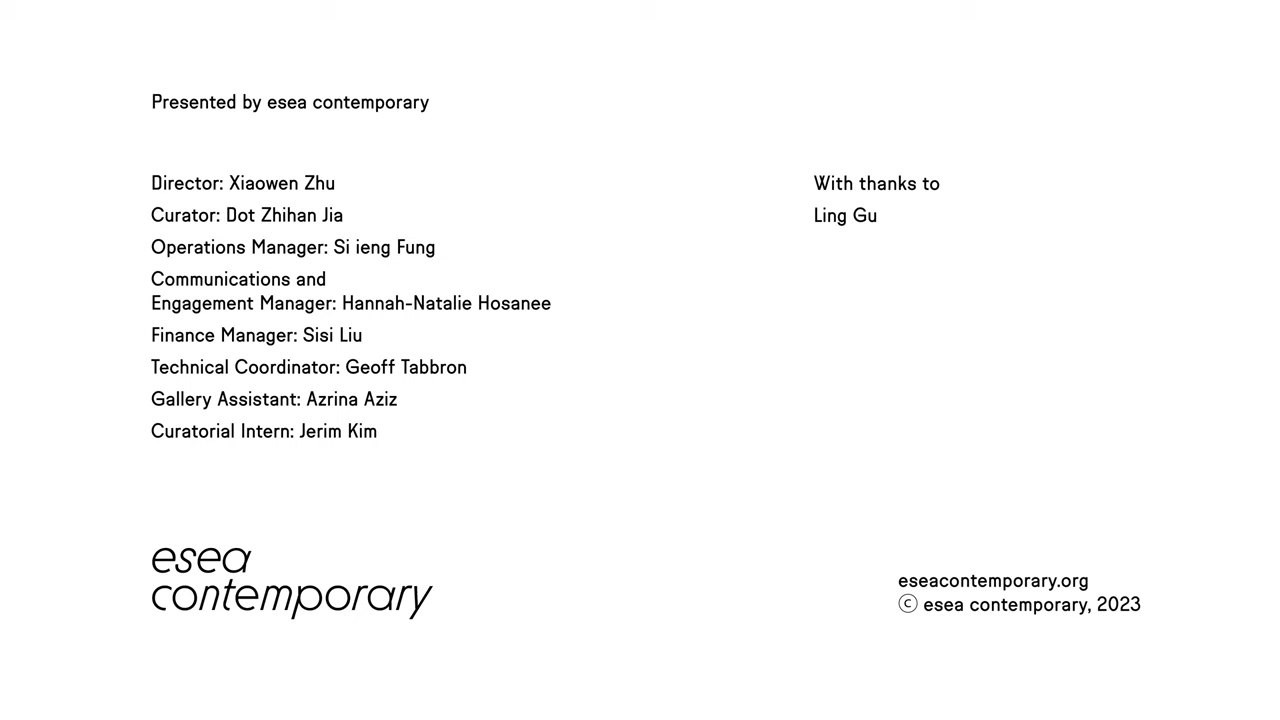 Presented by esea contemporary
Director: Xiaowen Zhu
Curator: Dot Zhihan Jia
Operations Manager: Si ieng Fung
Communications and
Engagement Manager: Hannah-Natalie Hosanee
Finance Manager: Sisi Liu
Technical Coordinator: Geoff Tabbron
Gallery Assistant: Azrina Aziz
Curatorial Intern: Jerim Kim
With thanks to
Ling Gu
esea
contemporary
eseacontemporary.org
© esea contemporary, 2023